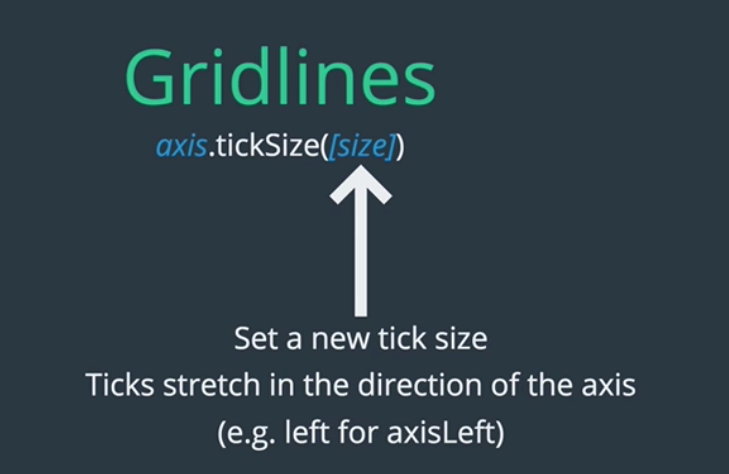 Gridlines
axis.tickSize([size])
Set a new tick size
Ticks stretch in the direction of the axis
(e.g. left for axisLeft)